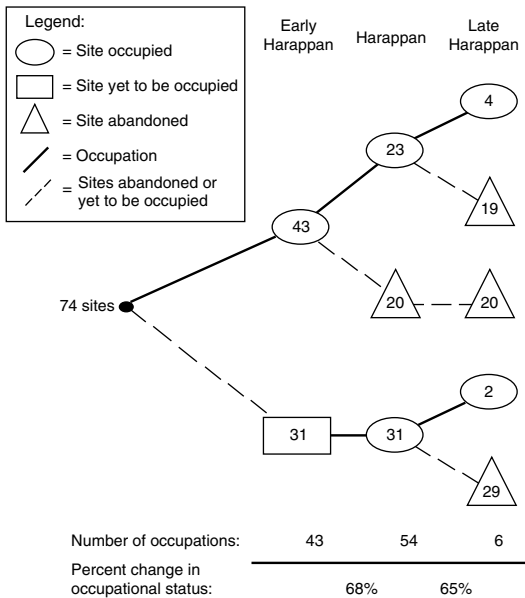 Legend:
= Site occupied
= Site yet to be occupied
= Site abandoned
= Occupation
= Sites abandoned or
yet to be occupied
Early
Harappan
Harappan
Late
Harappan
4
23
19
43
20
20
74 sites
2
31
31
29
Number of occupations: 43 54 6
Percent change in
occupational status: 68% 65%